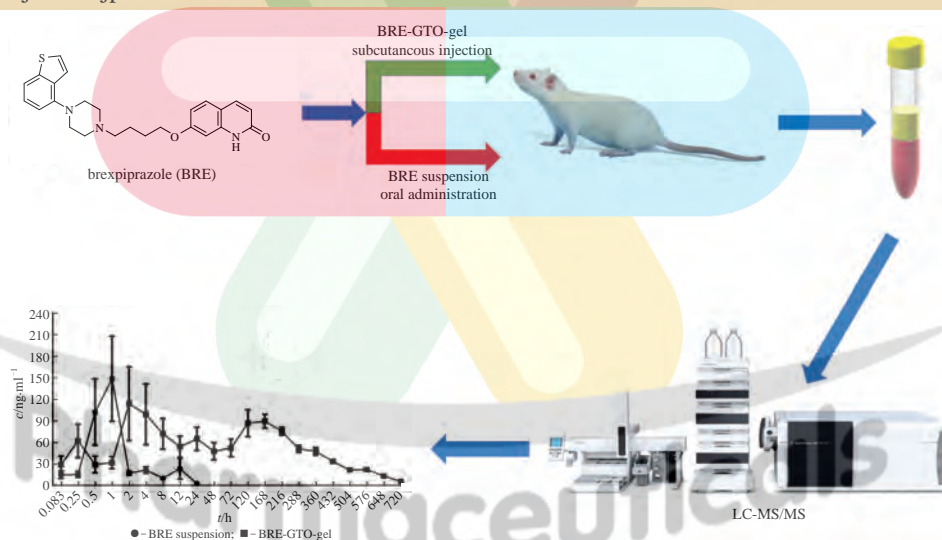 BRE-GTO-gel
subcutancous injection
S
N
N
O
N
H
O
brexpiprazole (BRE)
BRE suspension
oral administration
LC-MS/MS
240
210
180
150
120
90
60
30
0
c/ng·ml⁻¹
0.083 0.25 0.5 1 2 4 8 12 24 48 72 120 168 216 288 360 432 504 576 648 720
t/h
●–BRE suspension; ■–BRE-GTO-gel
pharmaceuticals